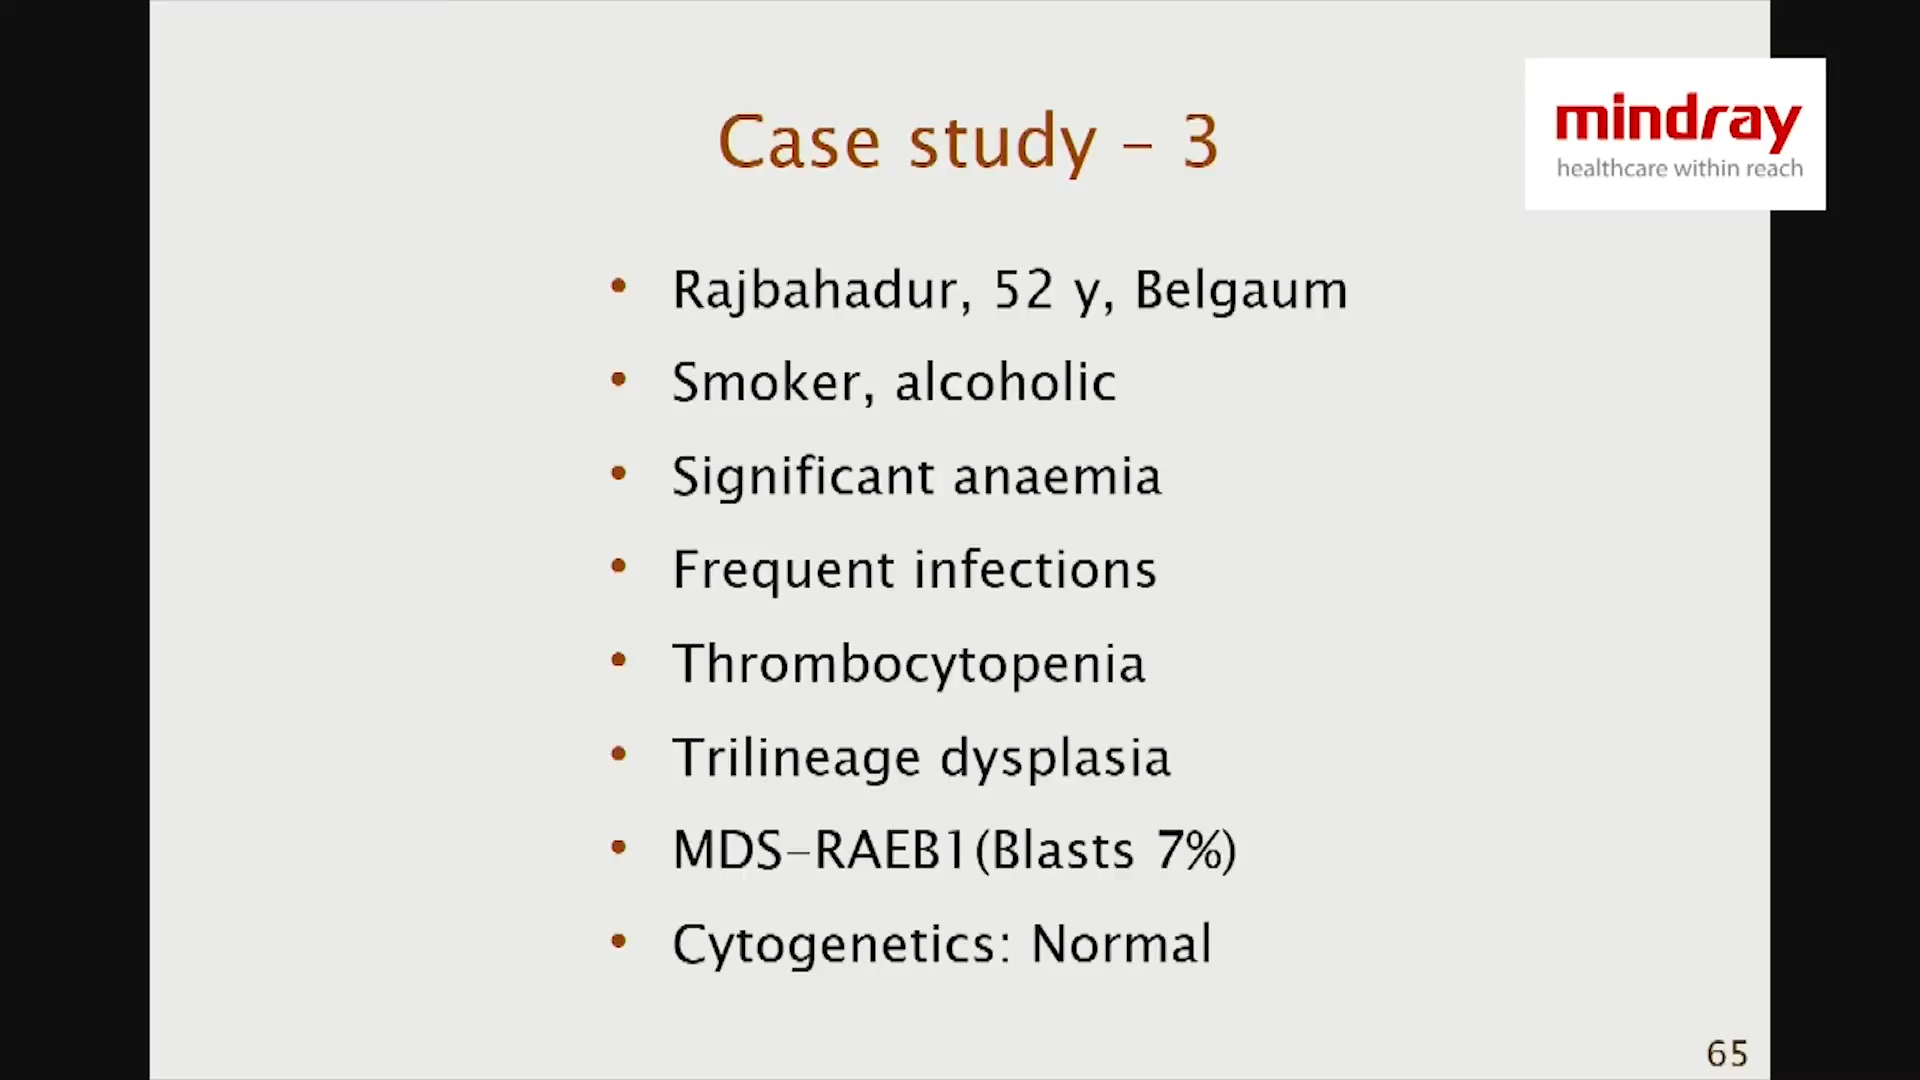 Case study – 3
mindray
healthcare within reach
• Rajbahadur, 52 y, Belgaum
• Smoker, alcoholic
• Significant anaemia
• Frequent infections
• Thrombocytopenia
• Trilineage dysplasia
• MDS–RAEB1(Blasts 7%)
• Cytogenetics: Normal
65